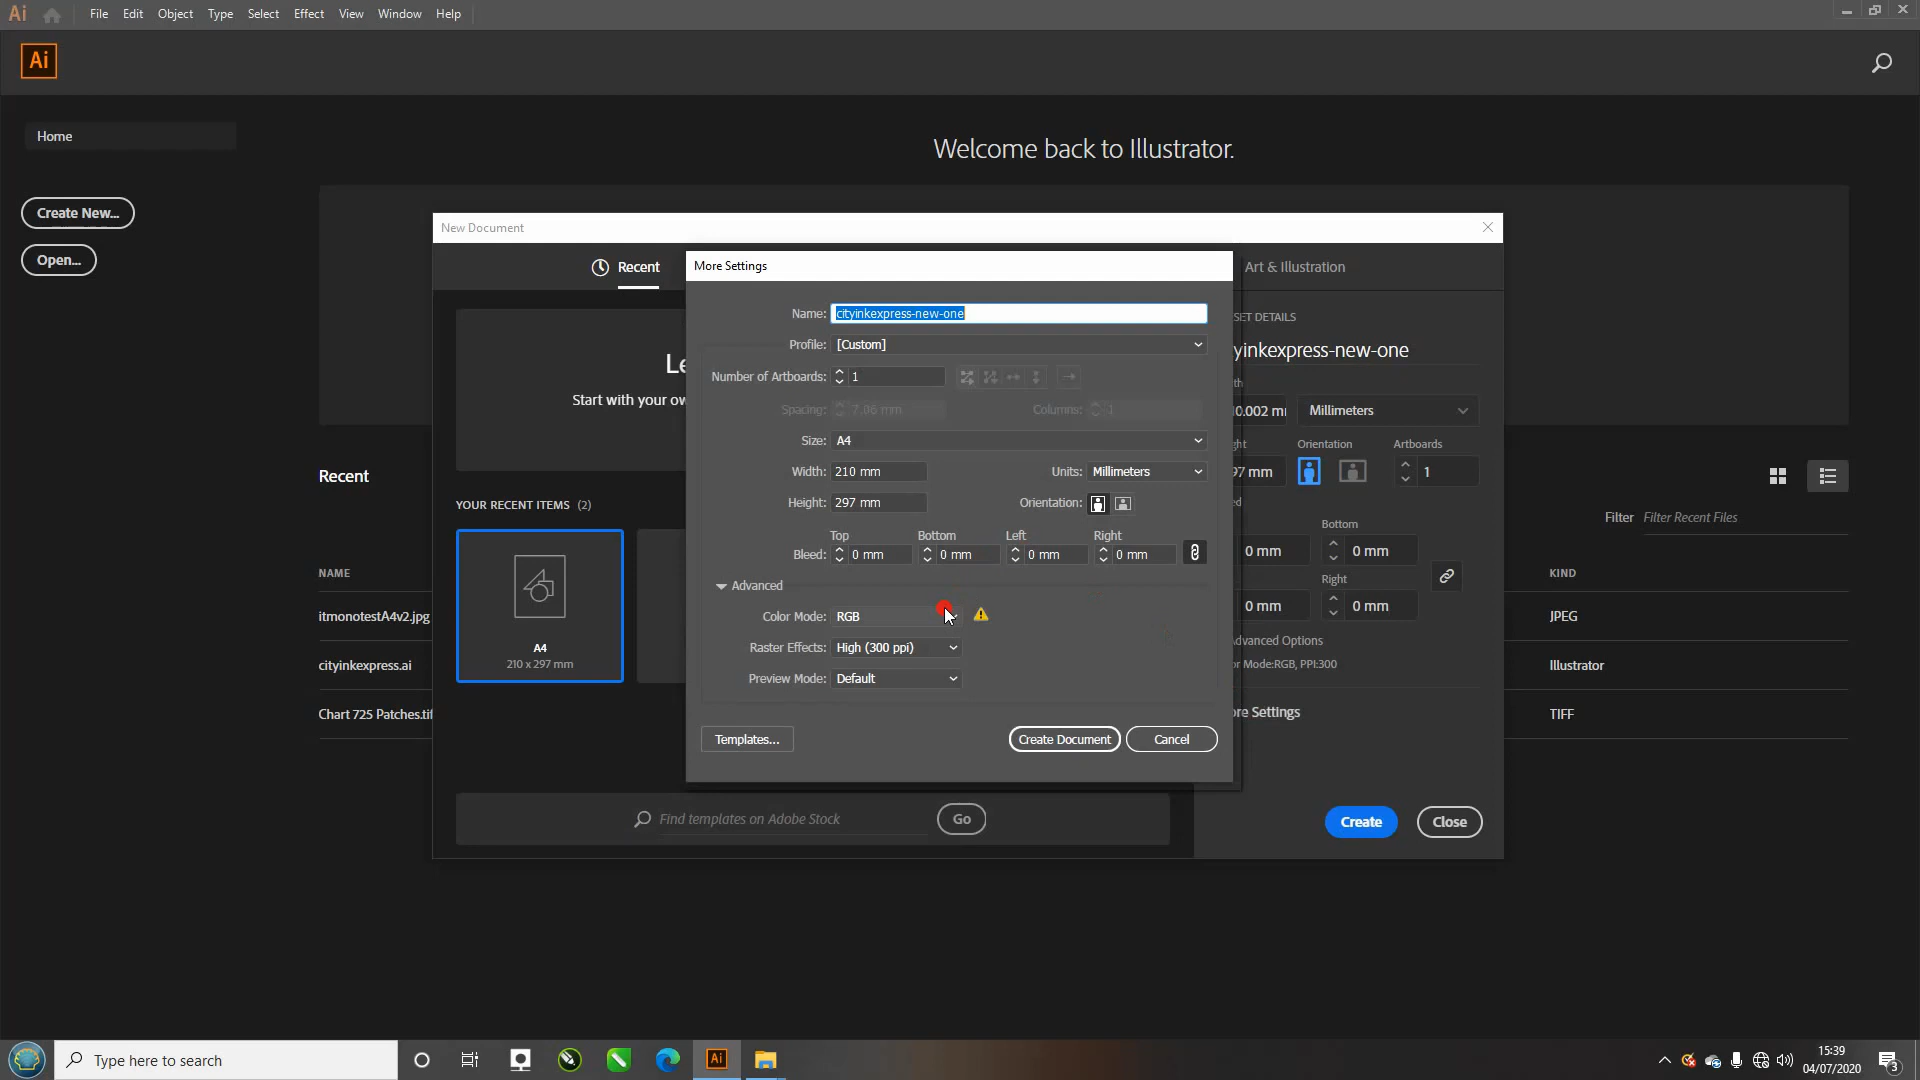 Ai File Edit Object Type Select Effect View Window Help
Ai
Home
Welcome back to Illustrator.
Create New...
Open...
New Document
Recent
Art & Illustration
More Settings
Name: cityinkexpress-new-one
Profile: [Custom]
Number of Artboards: 1
Spacing: 7.06 mm Columns: 1
Size: A4
Width: 210 mm Units: Millimeters
Height: 297 mm Orientation:
Top Bottom Left Right
Bleed: 0 mm 0 mm 0 mm 0 mm
Advanced
Color Mode: RGB
Raster Effects: High (300 ppi)
Preview Mode: Default
Templates... Create Document Cancel
Le
Start with your ow
YOUR RECENT ITEMS (2)
A4
210 x 297 mm
Find templates on Adobe Stock Go
SET DETAILS
yinkexpress-new-one
th
0.002 m Millimeters
ght Orientation Artboards
97 mm 1
ed
Bottom
0 mm 0 mm
Right
0 mm 0 mm
dvanced Options
r Mode:RGB, PPI:300
ore Settings
Create Close
Recent
Filter Filter Recent Files
NAME KIND
itmonotestA4v2.jpg JPEG
cityinkexpress.ai Illustrator
Chart 725 Patches.tif TIFF
Type here to search
Ai
15:39
04/07/2020
3